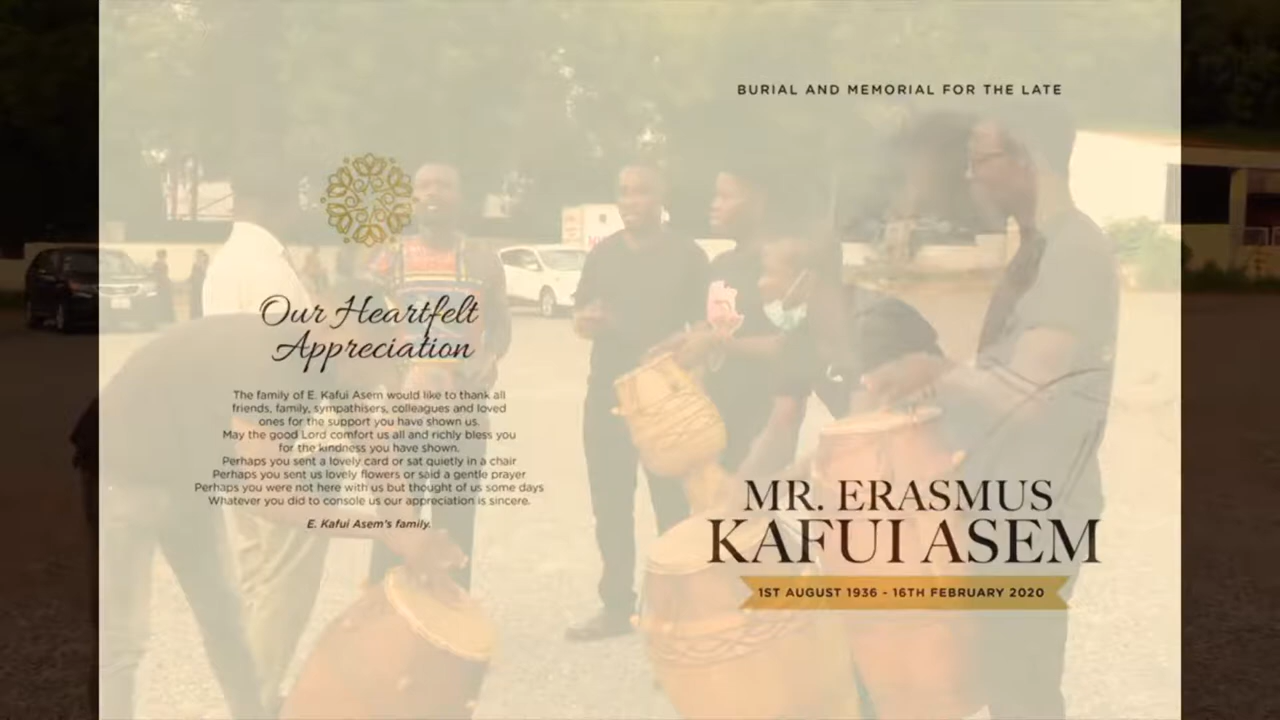 Our Heartfelt
Appreciation
The family of E. Kafui Asem would like to thank all
friends, family, sympathisers, colleagues and loved
ones for the support you have shown us.
May the good Lord comfort us all and richly bless you
for the kindness you have shown.
Perhaps you sent a lovely card or sat quietly in a chair
Perhaps you sent us lovely flowers or said a gentle prayer
Perhaps you were not here with us but thought of us some days
Whatever you did to console us our appreciation is sincere.
E. Kafui Asem's family.
BURIAL AND MEMORIAL FOR THE LATE
MR. ERASMUS
KAFUI ASEM
1ST AUGUST 1936 - 16TH FEBRUARY 2020